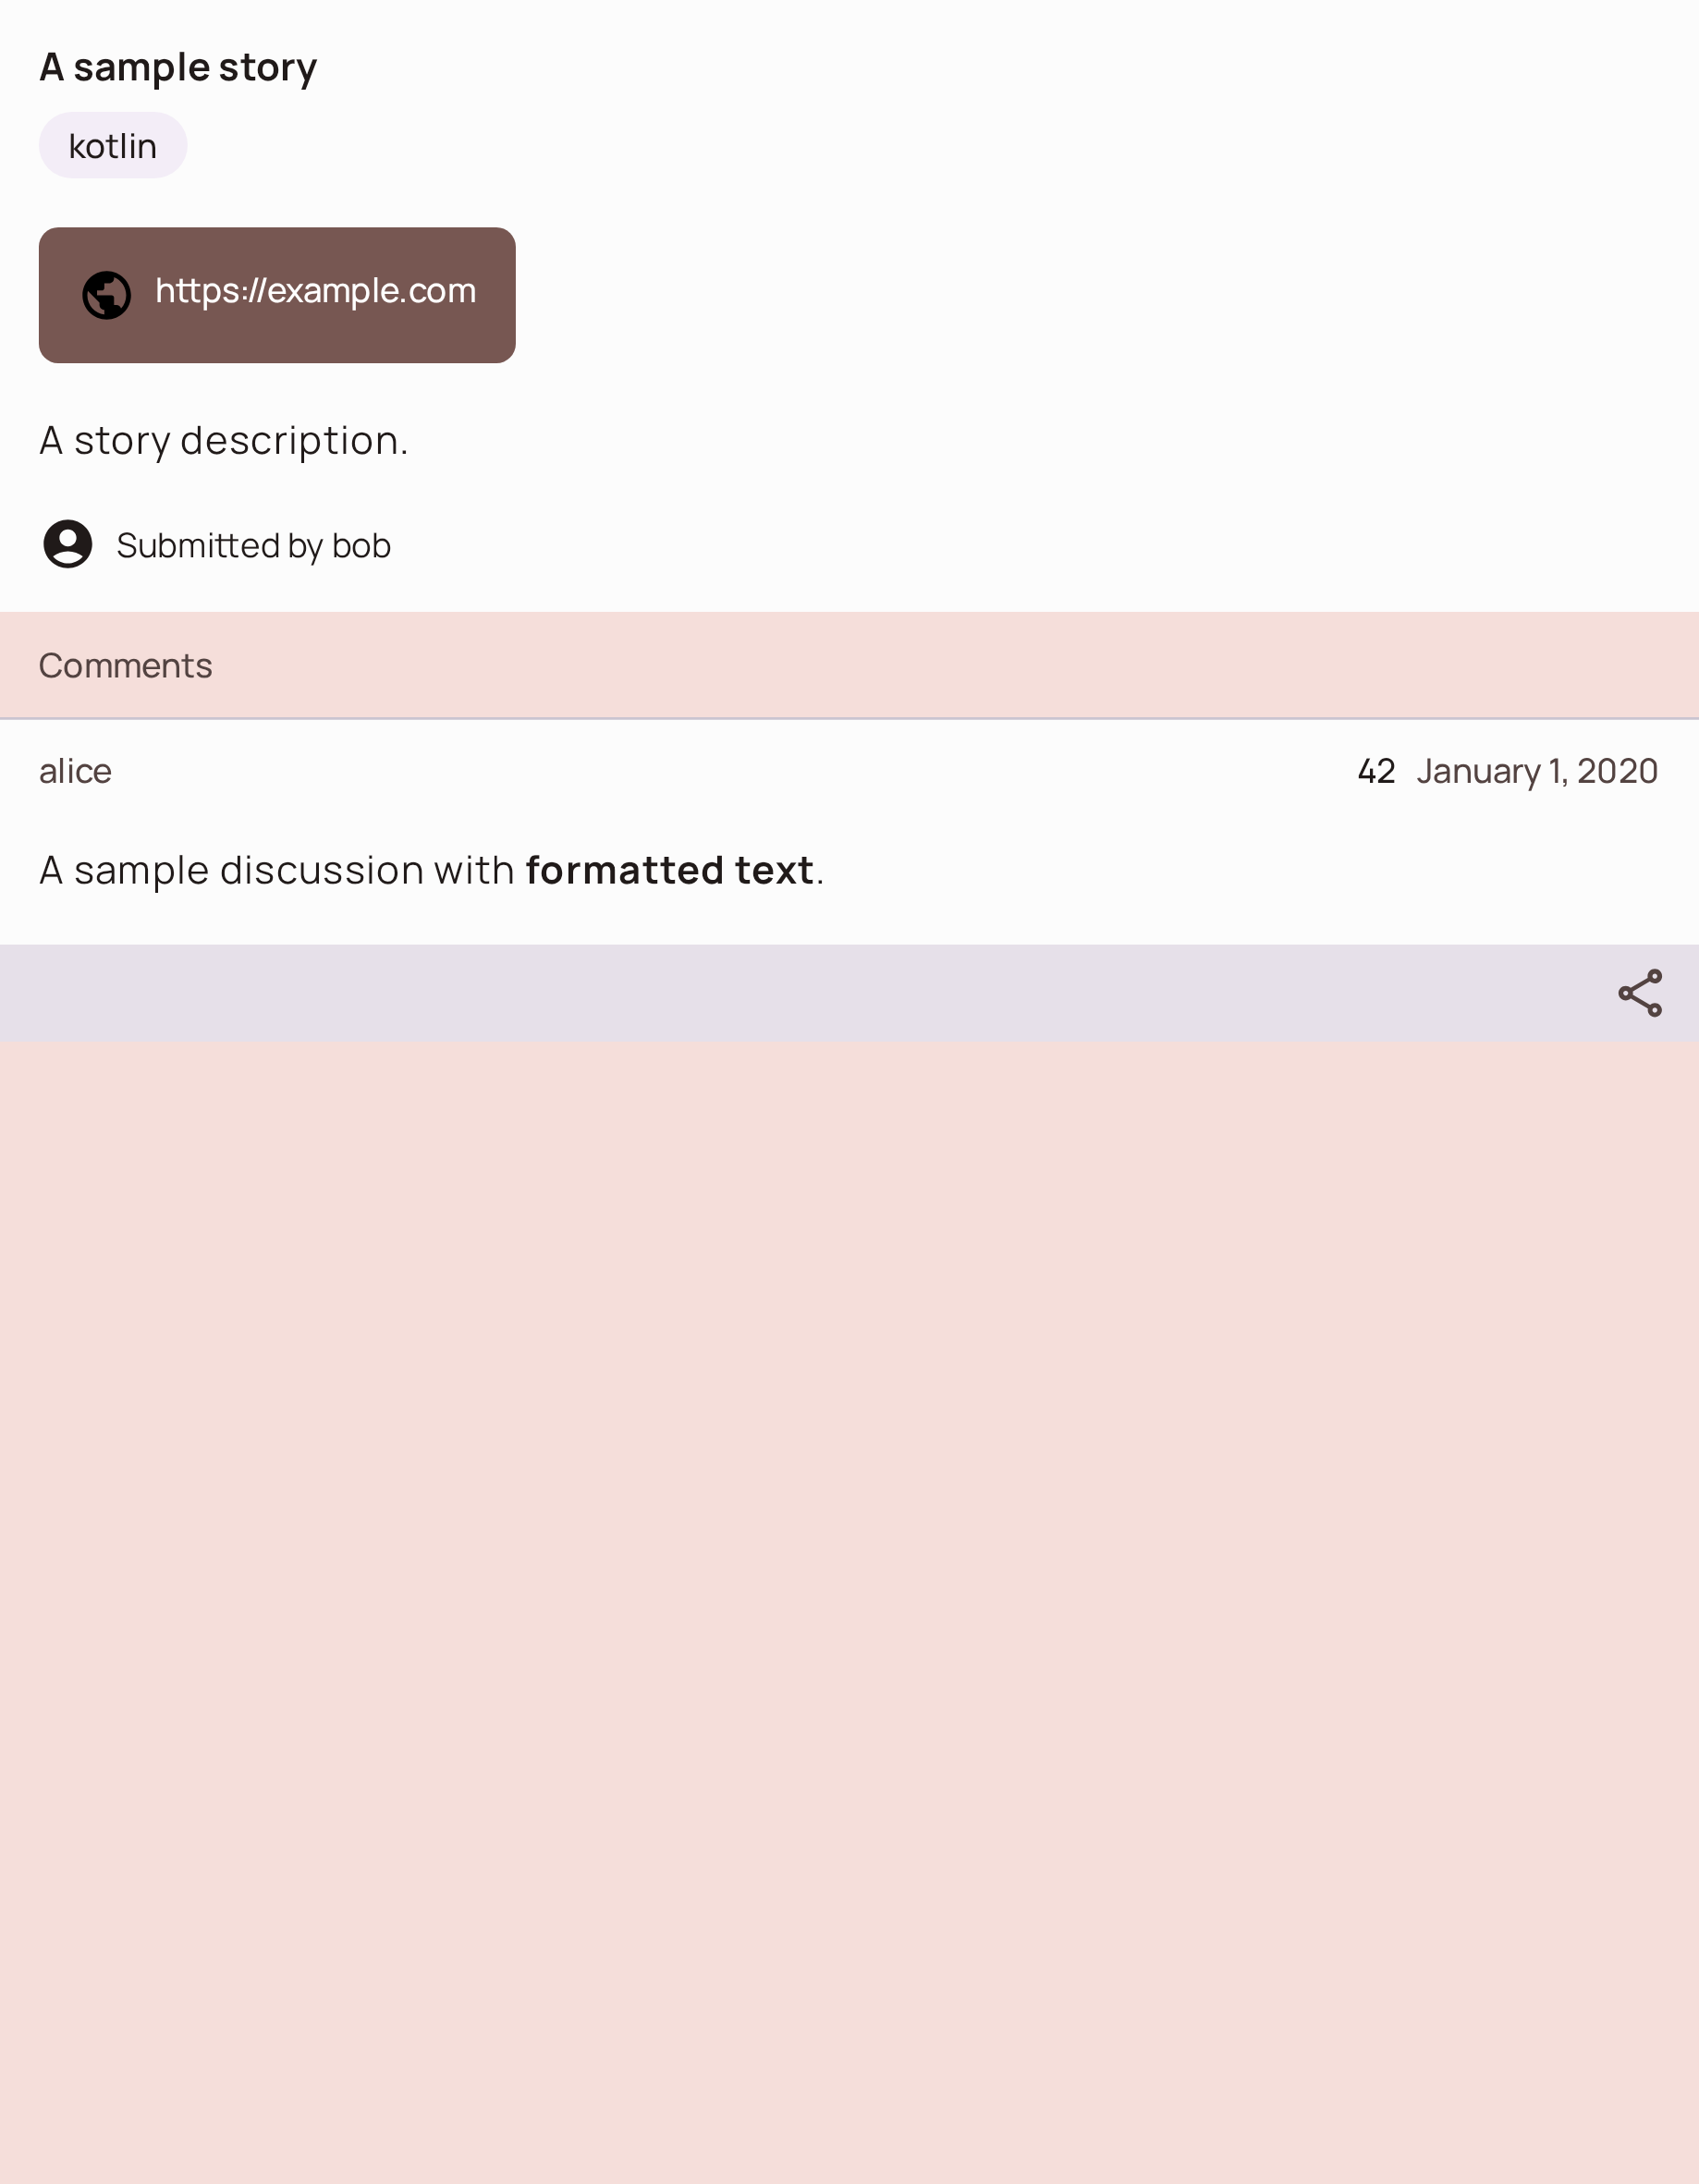 A sample story
kotlin
https://example.com
A story description.
Submitted by bob
Comments
alice 42 January 1, 2020
A sample discussion with formatted text.